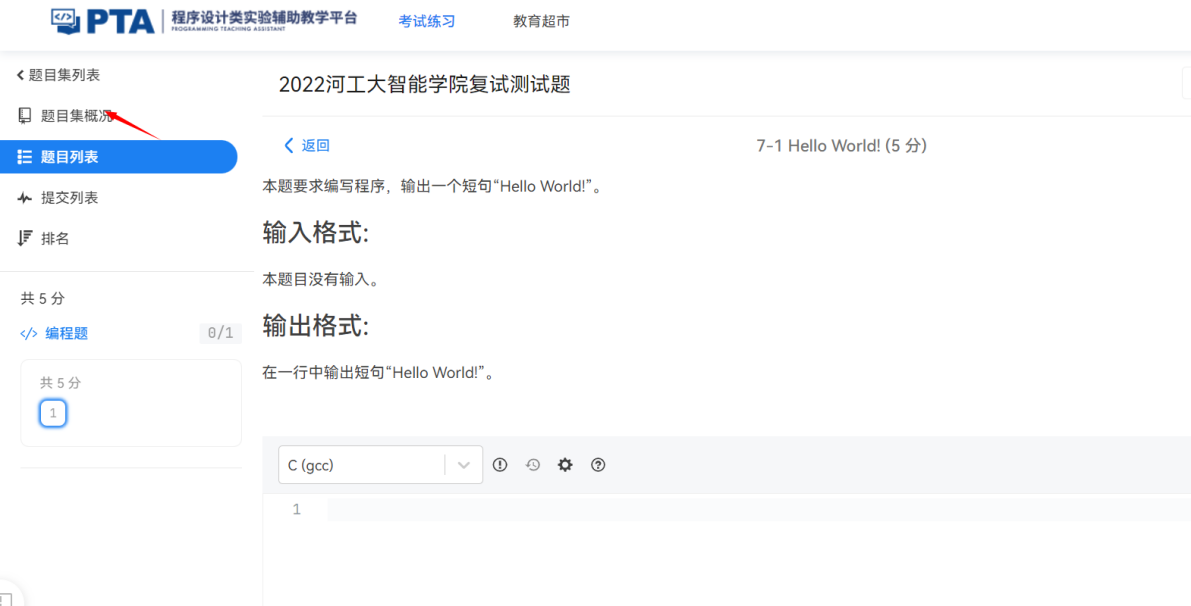 PTA 程序设计类实验辅助教学平台
PROGRAMMING TEACHING ASSISTANT
考试练习
教育超市
题目集列表
题目集概况
题目列表
提交列表
排名
共 5 分
</> 编程题
0/1
共 5 分
1
2022河工大智能学院复试测试题
返回
7-1 Hello World! (5 分)
本题要求编写程序，输出一个短句“Hello World!”。
输入格式:
本题目没有输入。
输出格式:
在一行中输出短句“Hello World!”。
C (gcc)
1